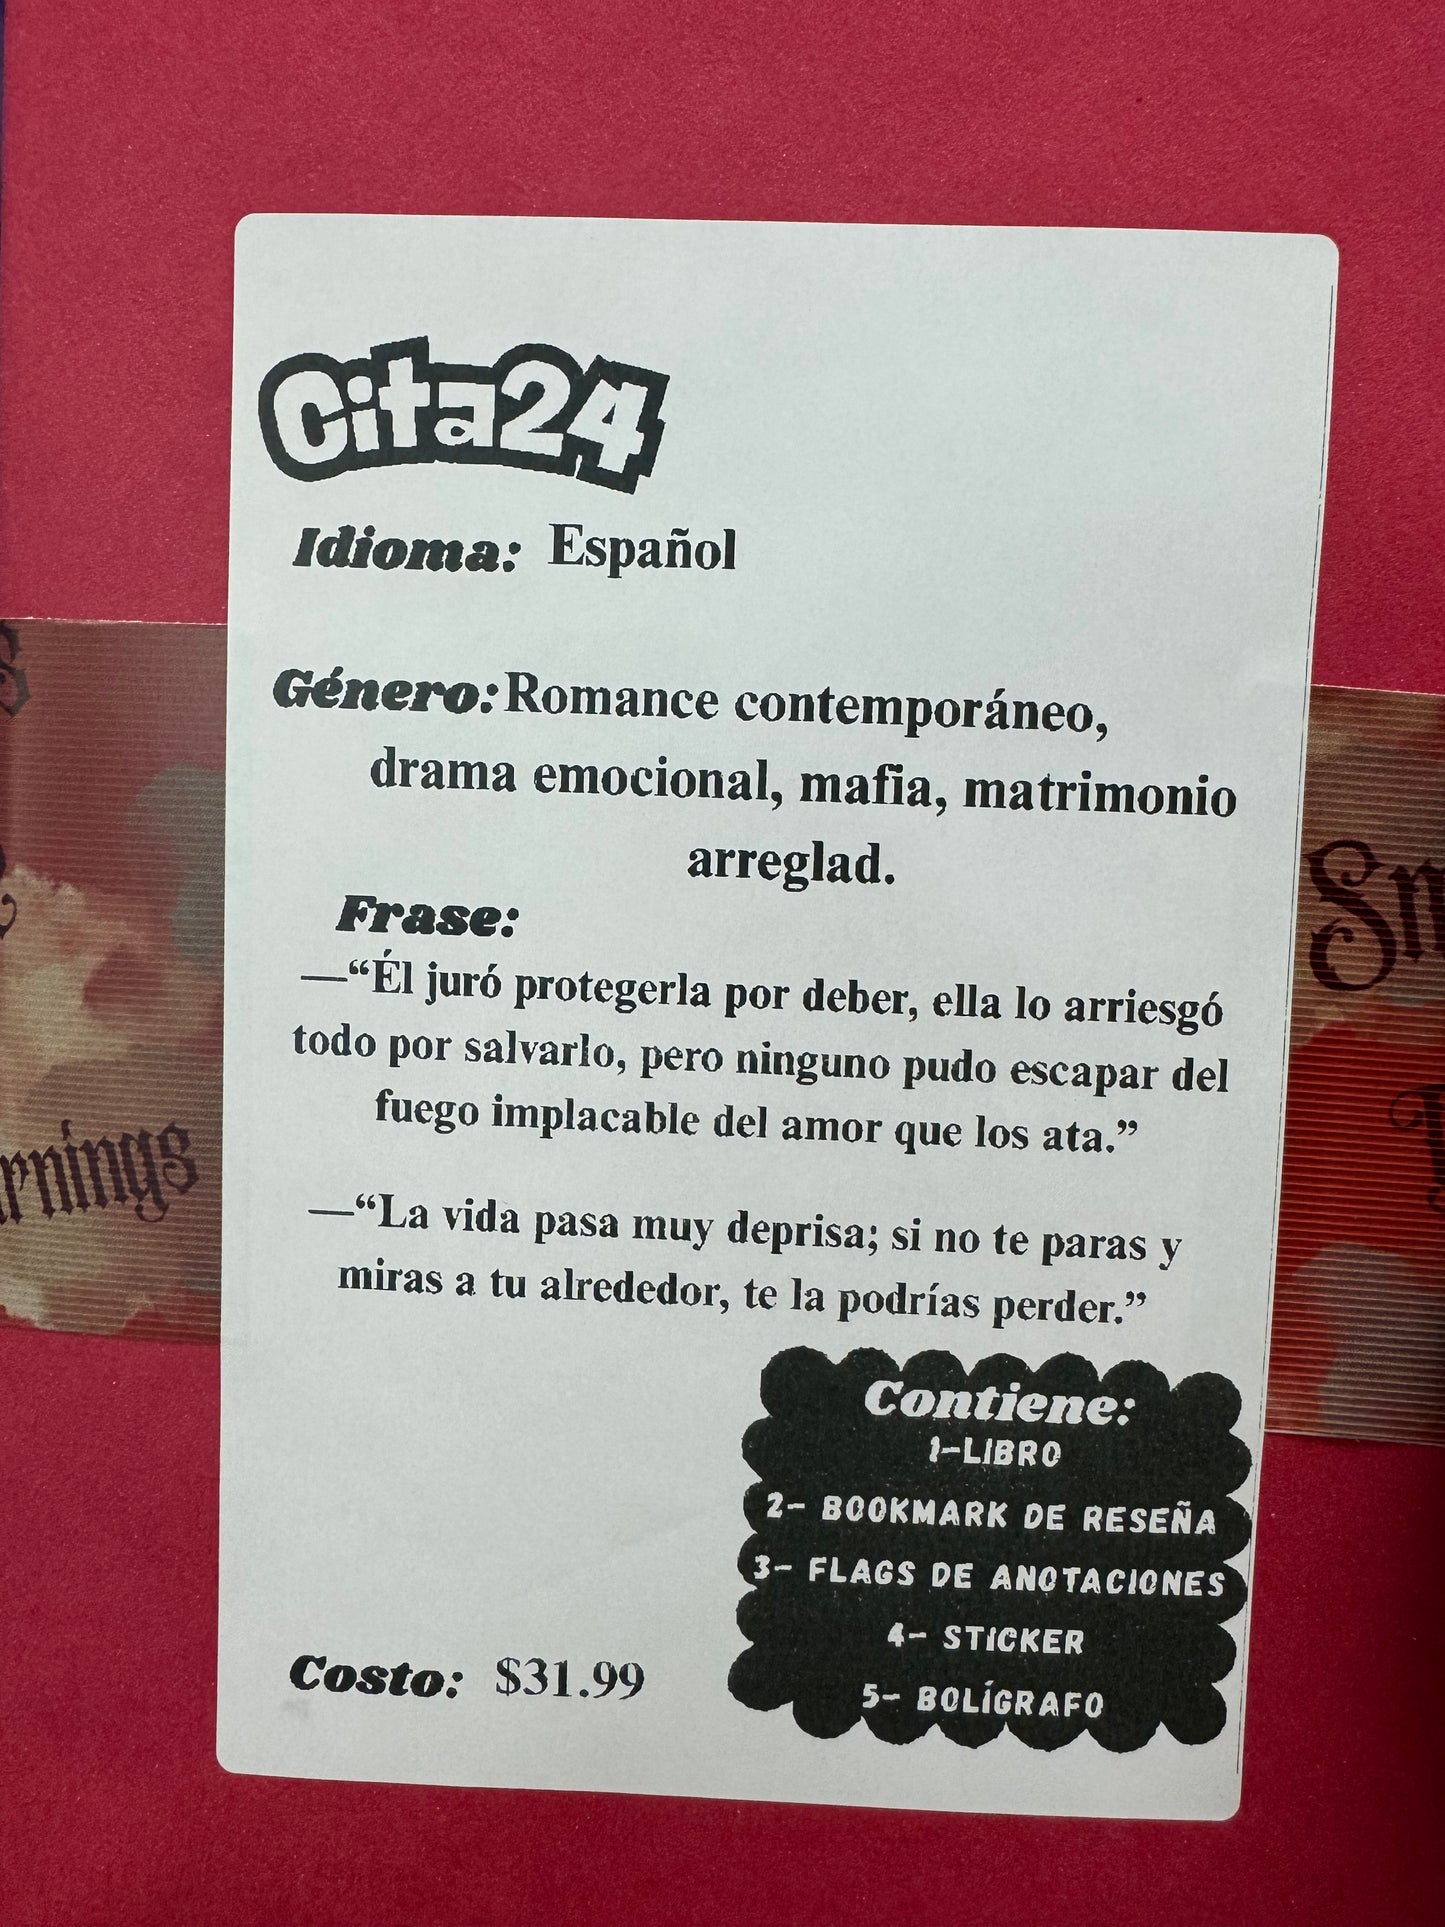 Cita24
Idioma: Español
Género: Romance contemporáneo,
drama emocional, mafia, matrimonio
arreglad.
Frase:
—“Él juró protegerla por deber, ella lo arriesgó
todo por salvarlo, pero ninguno pudo escapar del
fuego implacable del amor que los ata.”
—“La vida pasa muy deprisa; si no te paras y
miras a tu alrededor, te la podrías perder.”
Contiene:
1-LIBRO
2- BOOKMARK DE RESEÑA
3- FLAGS DE ANOTACIONES
4- STICKER
5- BOLÍGRAFO
Costo: $31.99
rnings
Sm